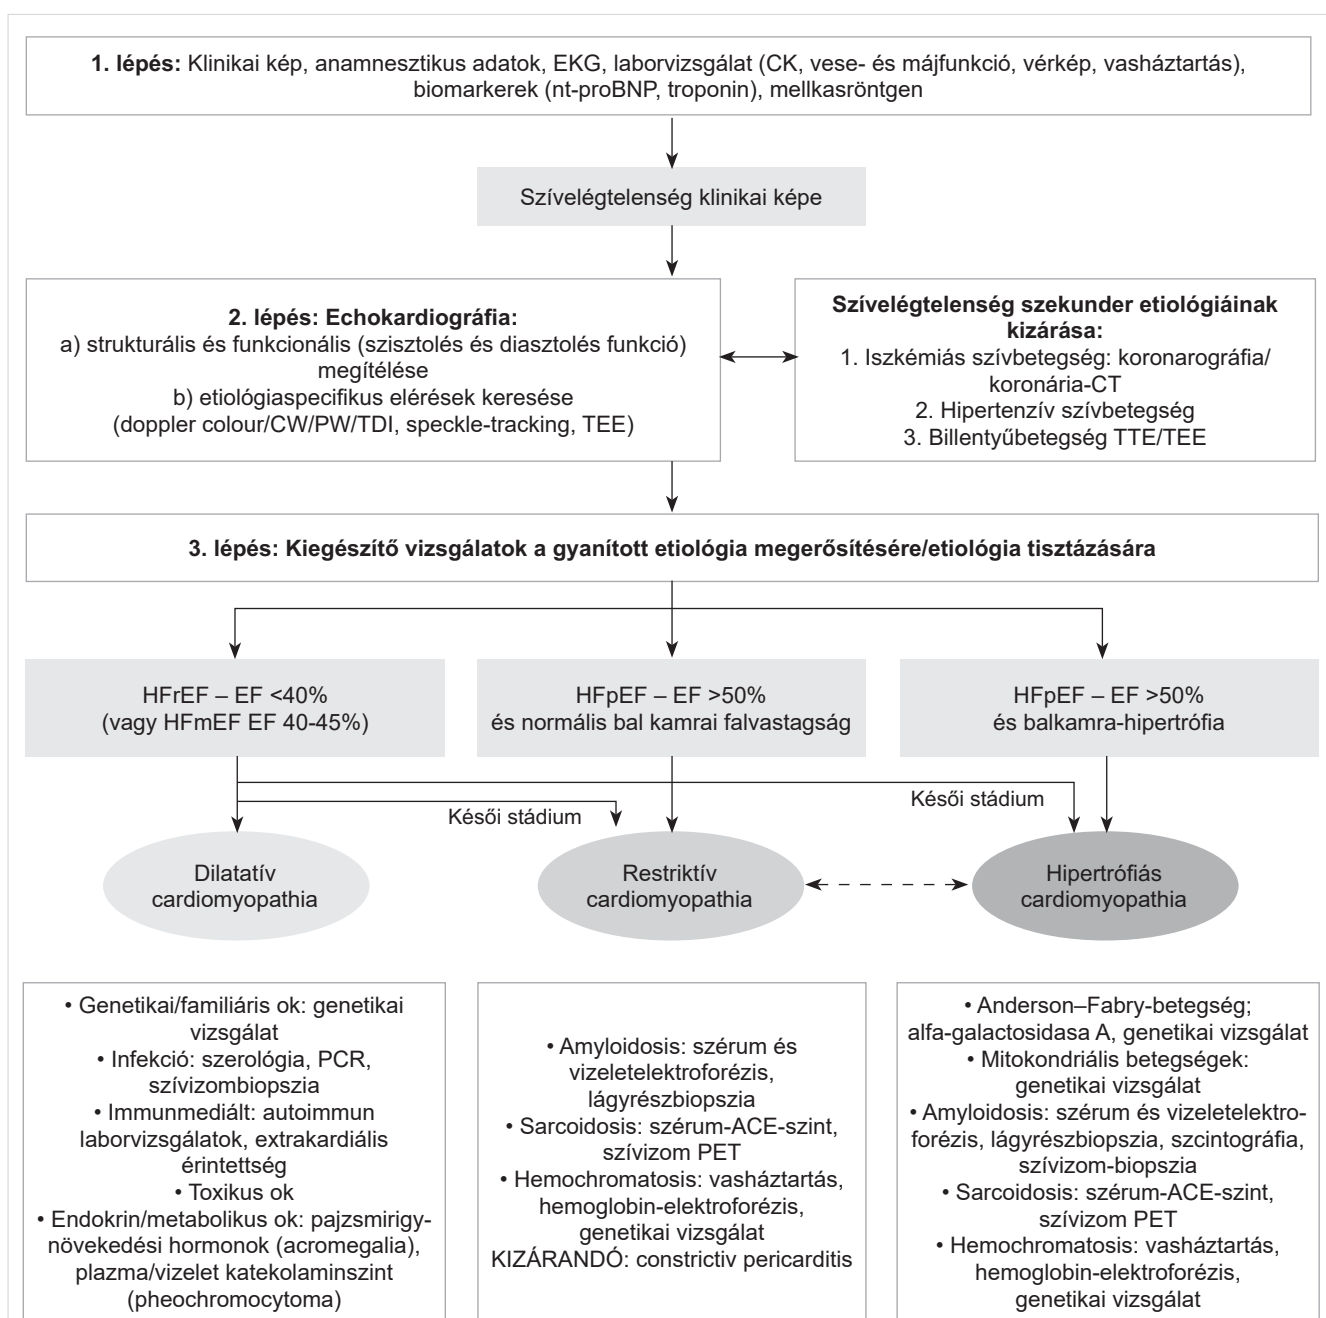 1. lépés: Klinikai kép, anamnesztikus adatok, EKG, laborvizsgálat (CK, vese- és májfunkció, vérkép, vasháztartás),
biomarkerek (nt-proBNP, troponin), mellkasröntgen
Szívelégtelenség klinikai képe
2. lépés: Echokardiográfia:
a) strukturális és funkcionális (szisztolés és diasztolés funkció)
megítélése
b) etiológiaspecifikus elérések keresése
(doppler colour/CW/PW/TDI, speckle-tracking, TEE)
Szívelégtelenség szekunder etiológiáinak
kizárása:
1. Iszkémiás szívbetegség: koronarográfia/
koronária-CT
2. Hipertenzív szívbetegség
3. Billentyűbetegség TTE/TEE
3. lépés: Kiegészítő vizsgálatok a gyanított etiológia megerősítésére/etiológia tisztázására
HFrEF – EF <40%
(vagy HFmEF EF 40-45%)
HFpEF – EF >50%
és normális bal kamrai falvastagság
HFpEF – EF >50%
és balkamra-hipertrófia
Késői stádium
Késői stádium
Dilatatív
cardiomyopathia
Restriktív
cardiomyopathia
Hipertrófiás
cardiomyopathia
• Genetikai/familiáris ok: genetikai
vizsgálat
• Infekció: szerológia, PCR,
szívizombiopszia
• Immunmediált: autoimmun
laborvizsgálatok, extrakardiális
érintettség
• Toxikus ok
• Endokrin/metabolikus ok: pajzsmirigy-
növekedési hormonok (acromegalia),
plazma/vizelet katekolaminszint
(pheochromocytoma)
• Amyloidosis: szérum és
vizeletelektroforézis,
lágyrészbiopszia
• Sarcoidosis: szérum-ACE-szint,
szívizom PET
• Hemochromatosis: vasháztartás,
hemoglobin-elektroforézis,
genetikai vizsgálat
KIZÁRANDÓ: constrictiv pericarditis
• Anderson–Fabry-betegség;
alfa-galactosidasa A, genetikai vizsgálat
• Mitokondriális betegségek:
genetikai vizsgálat
• Amyloidosis: szérum és vizeletelektro-
forézis, lágyrészbiopszia, szcintográfia,
szívizom-biopszia
• Sarcoidosis: szérum-ACE-szint,
szívizom PET
• Hemochromatosis: vasháztartás,
hemoglobin-elektroforézis,
genetikai vizsgálat